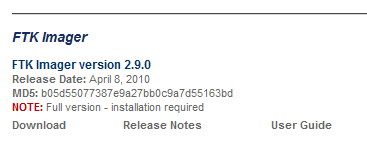 FTK Imager
FTK Imager version 2.9.0
Release Date: April 8, 2010
MD5: b05d55077387e9a27bb0c9a7d55163bd
NOTE: Full version - installation required
Download Release Notes User Guide